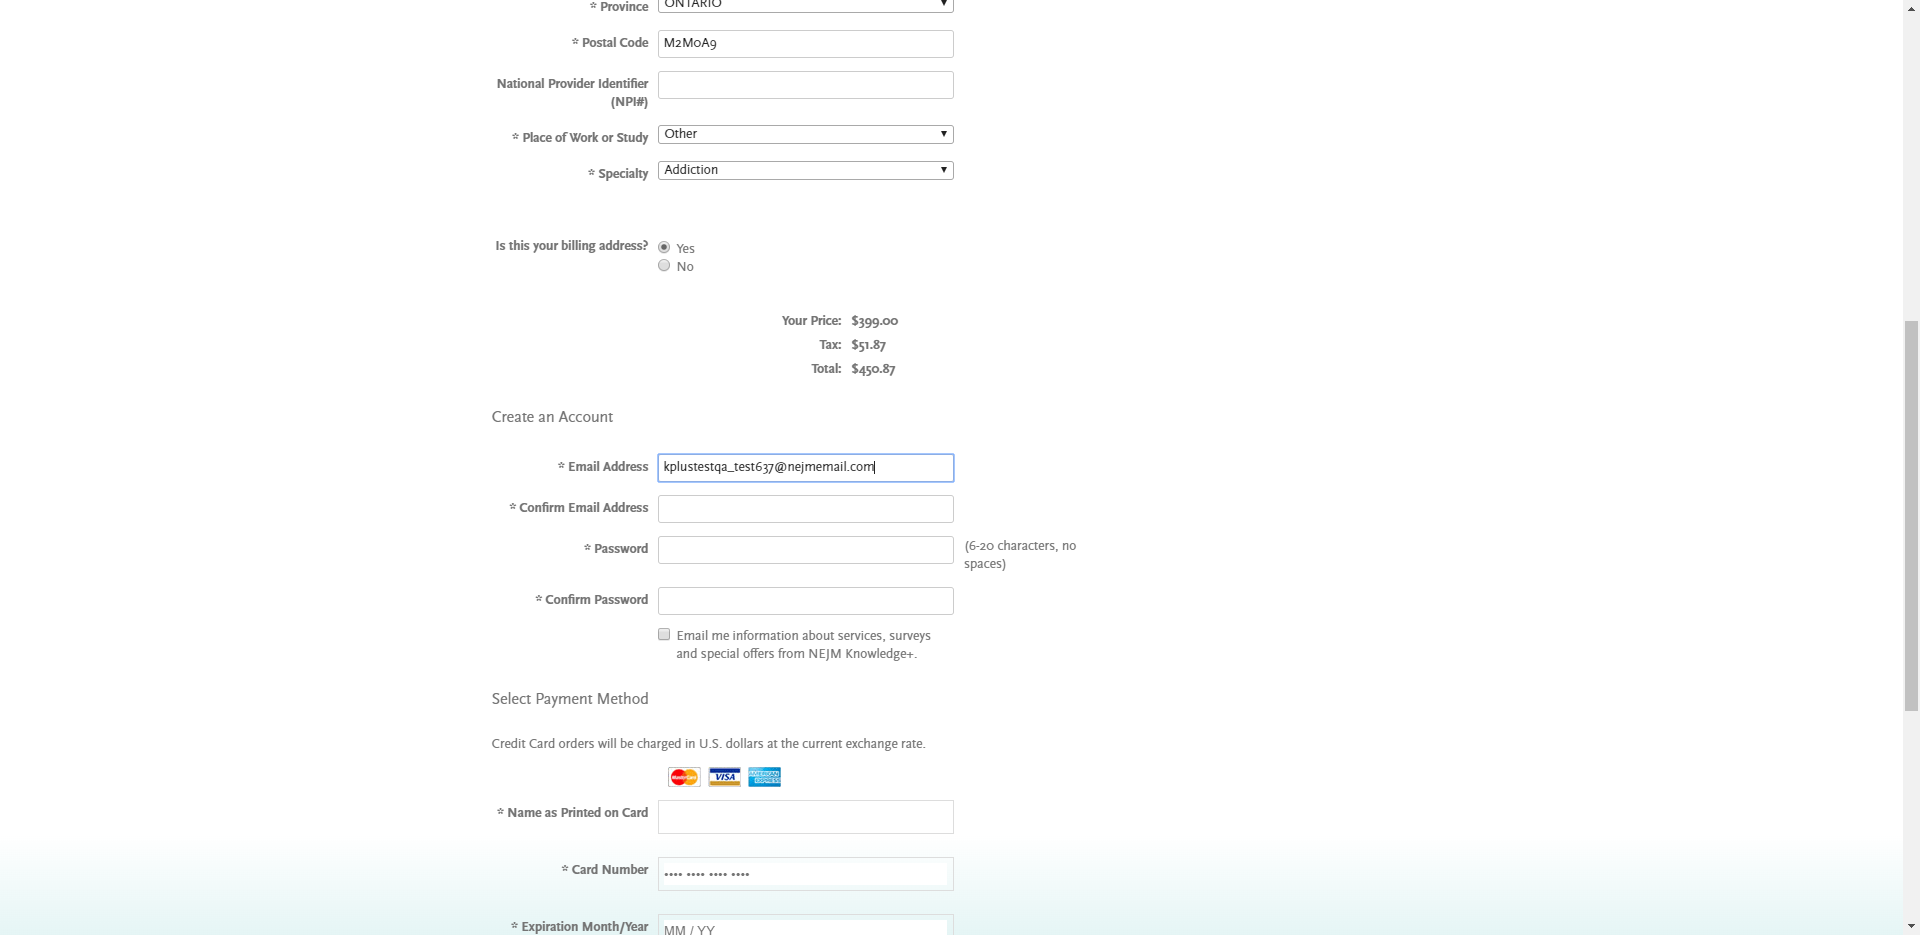 * Province
ONTARIO
* Postal Code
M2M0A9
National Provider Identifier
(NPI#)
* Place of Work or Study
Other
* Specialty
Addiction
Is this your billing address?
Yes
No
Your Price: $399.00
Tax: $51.87
Total: $450.87
Create an Account
* Email Address
kplustestqa_test637@nejmemail.com
* Confirm Email Address
* Password
(6-20 characters, no
spaces)
* Confirm Password
Email me information about services, surveys
and special offers from NEJM Knowledge+.
Select Payment Method
Credit Card orders will be charged in U.S. dollars at the current exchange rate.
MasterCard VISA AMERICAN EXPRESS
* Name as Printed on Card
* Card Number
•••• •••• •••• ••••
* Expiration Month/Year
MM / YY